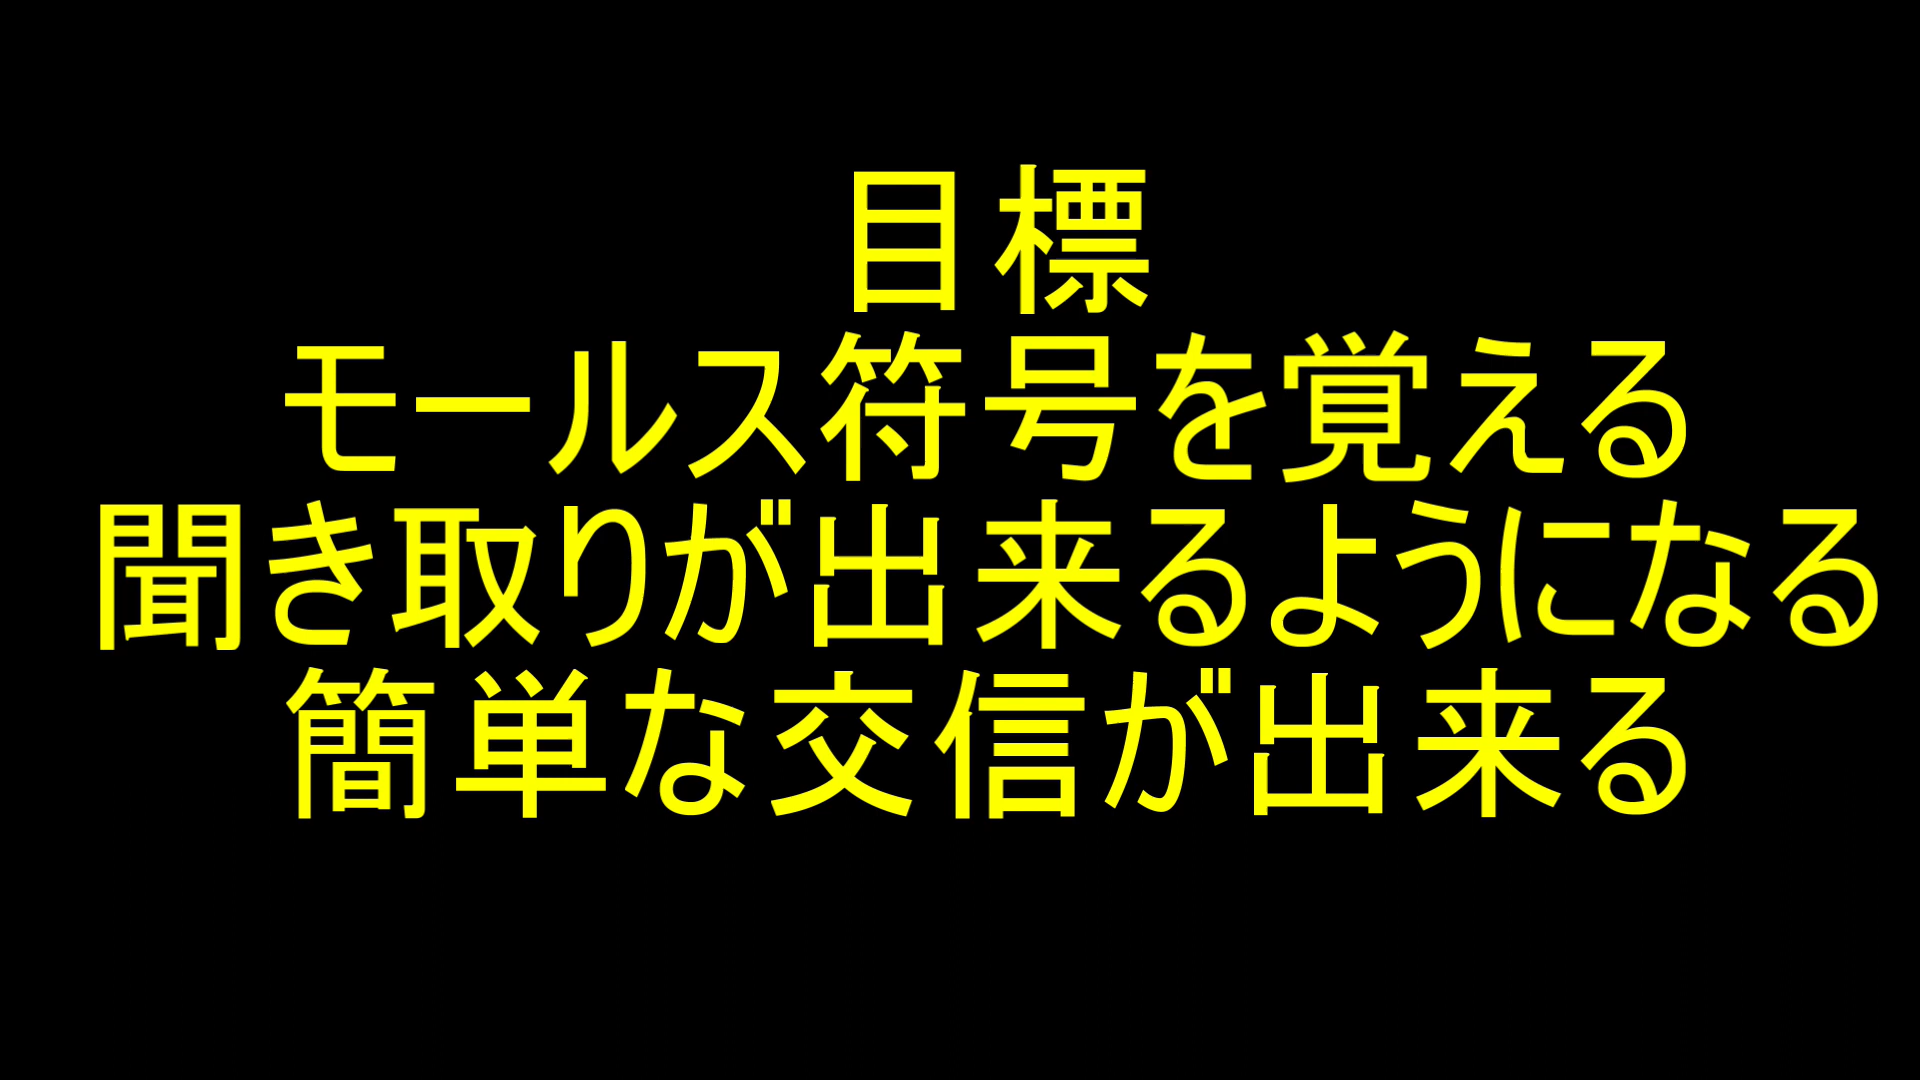 目標
モールス符号を覚える
聞き取りが出来るようになる
簡単な交信が出来る